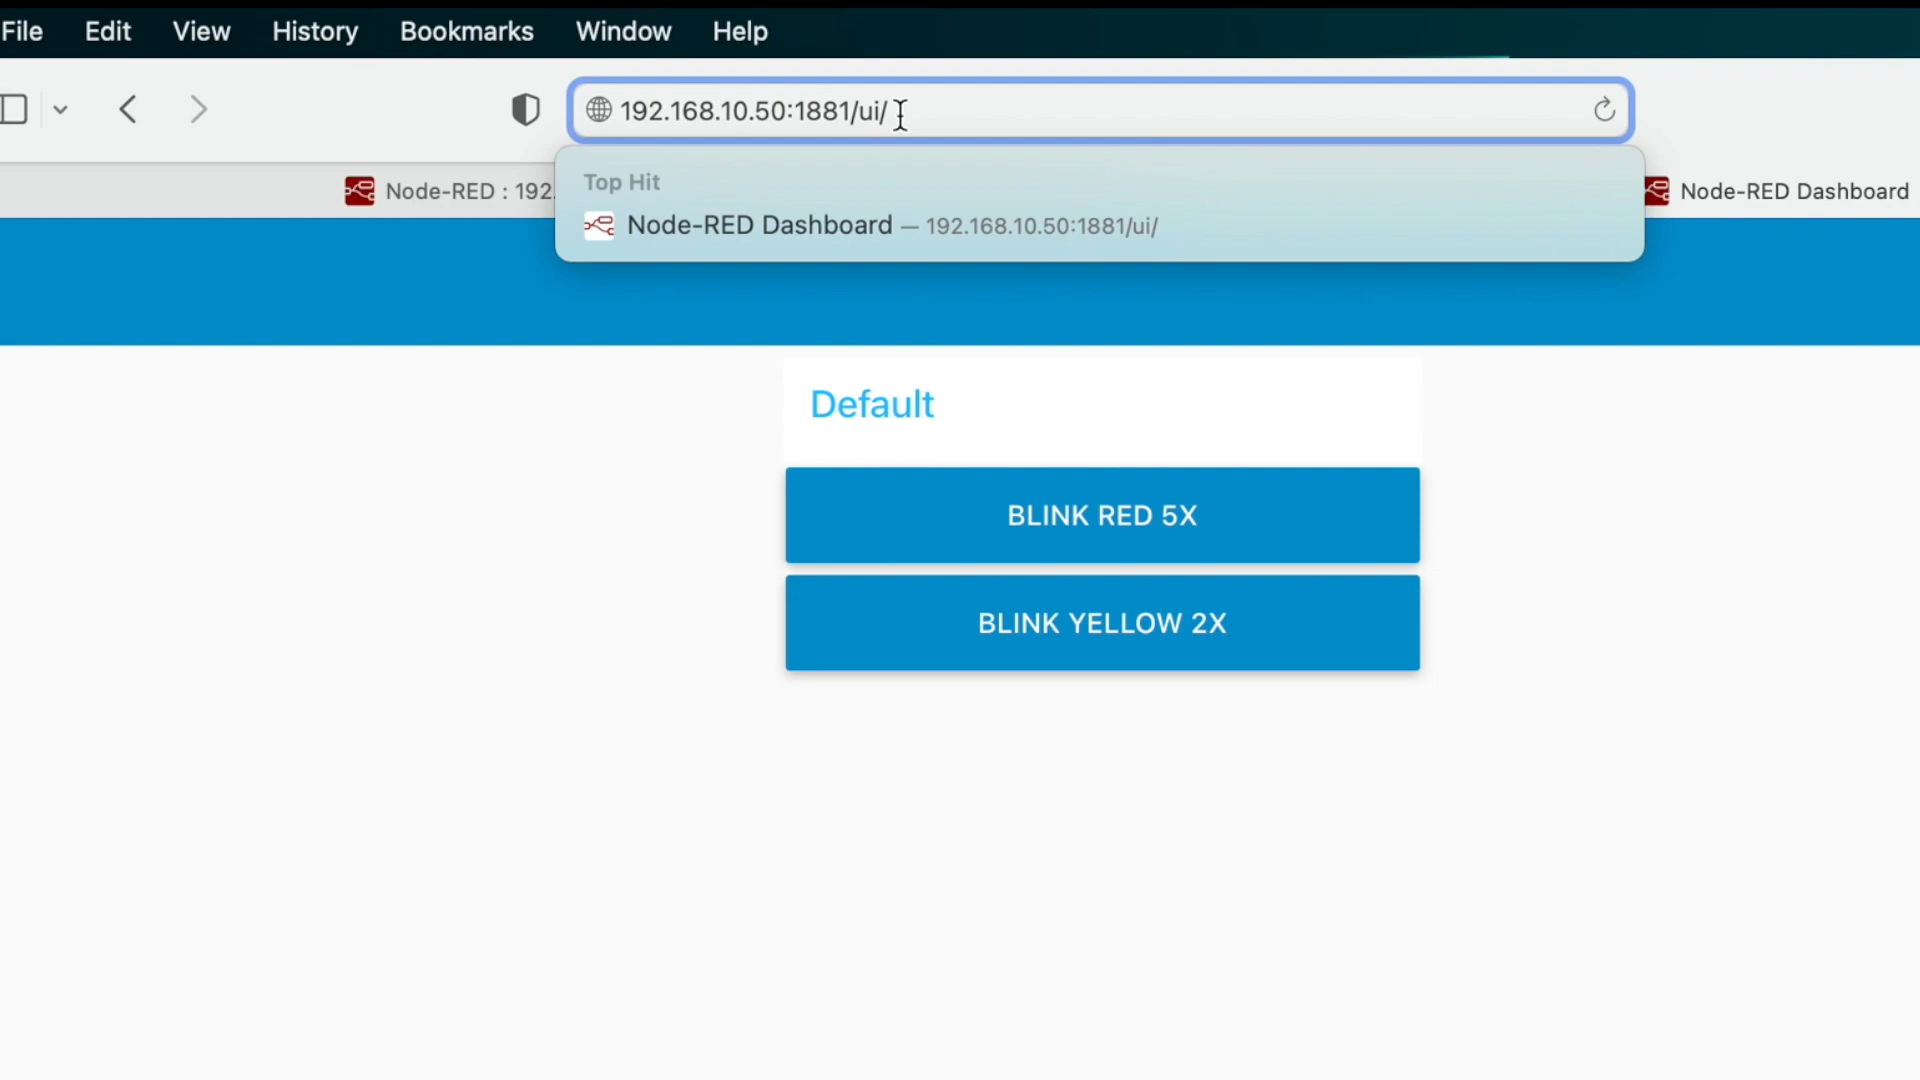 File Edit View History Bookmarks Window Help
192.168.10.50:1881/ui/
Top Hit
Node-RED : 192.
Node-RED Dashboard
Node-RED Dashboard — 192.168.10.50:1881/ui/
Default
BLINK RED 5X
BLINK YELLOW 2X